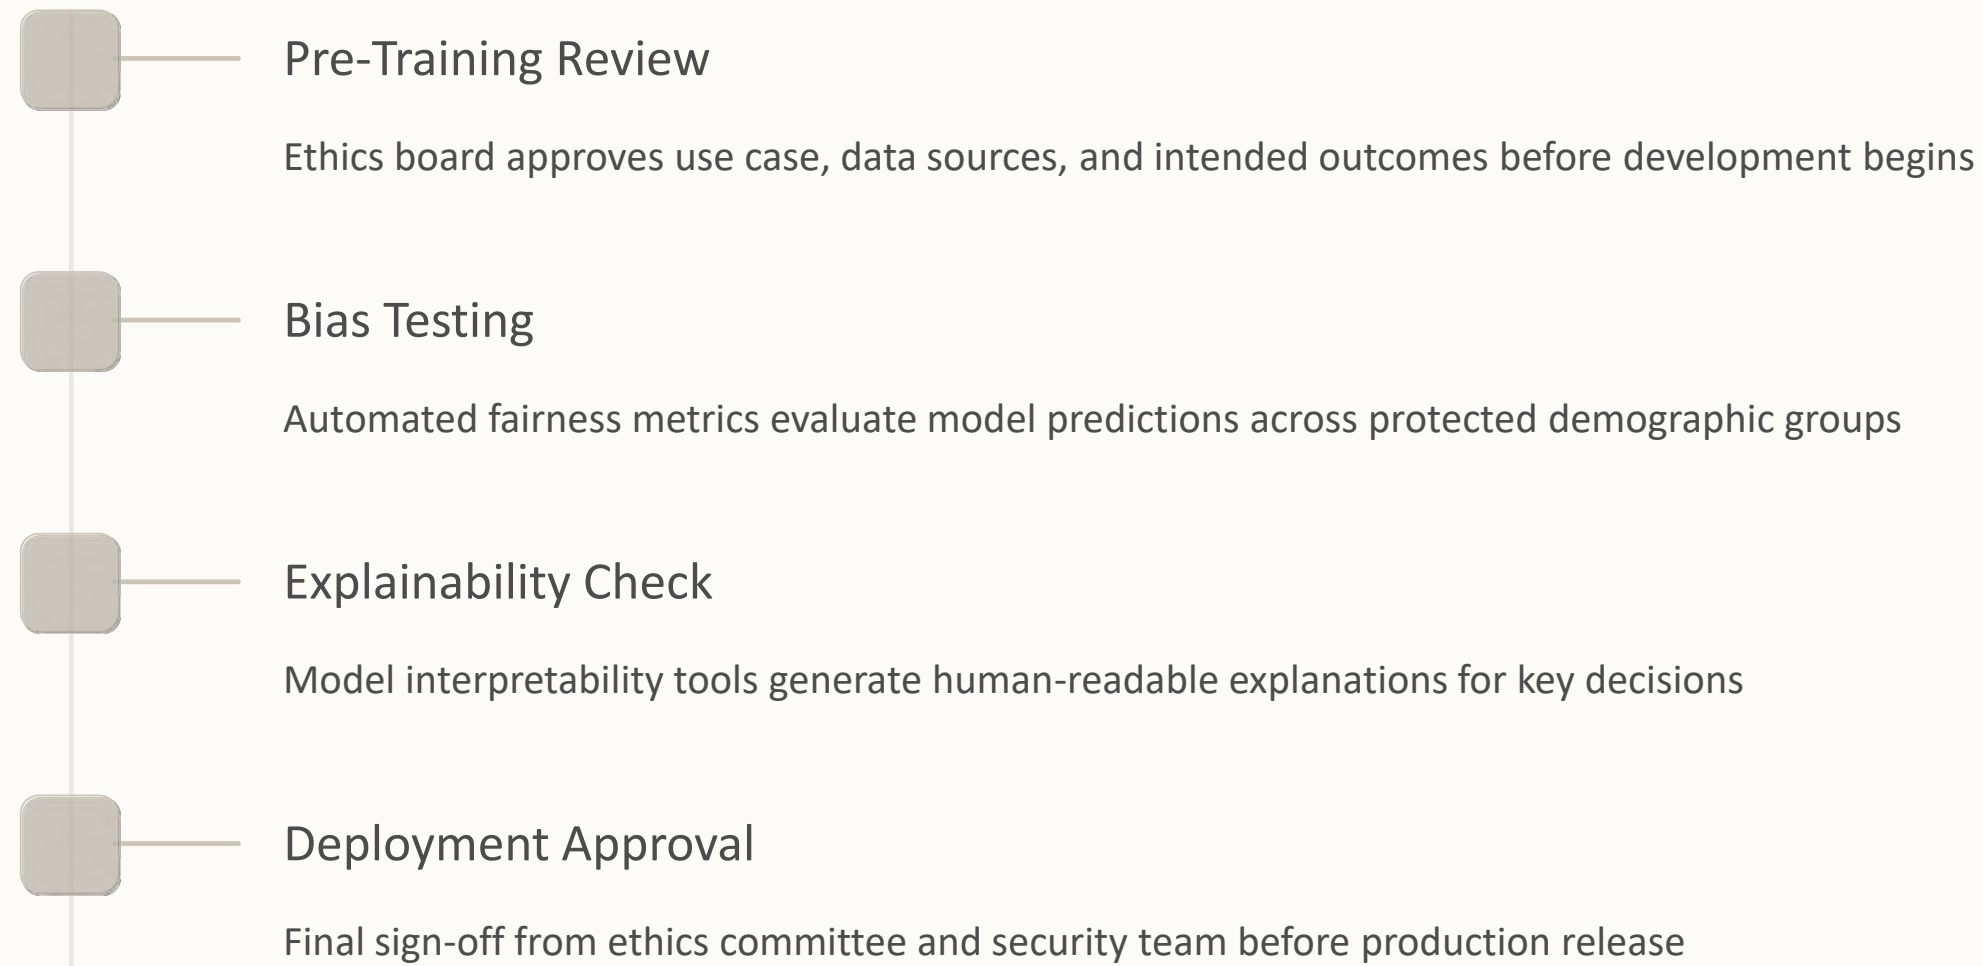 Pre-Training Review
Ethics board approves use case, data sources, and intended outcomes before development begins
Bias Testing
Automated fairness metrics evaluate model predictions across protected demographic groups
Explainability Check
Model interpretability tools generate human-readable explanations for key decisions
Deployment Approval
Final sign-off from ethics committee and security team before production release